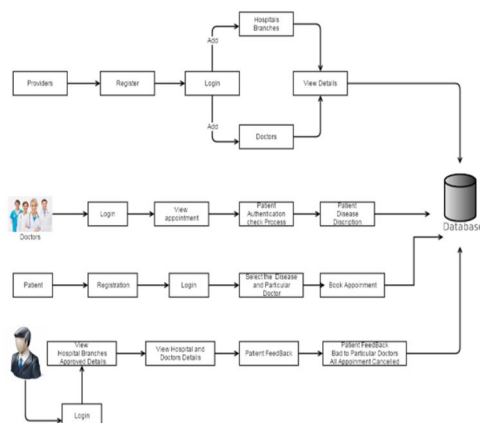 Hospitals
Branches
Add
Providers
Register
Login
View Details
Add
Doctors
Doctors
Login
View
appointment
Patient
Authentication
check Process
Patient
Disease
Discription
Database
Patient
Registration
Login
Select the Disease
and Particular
Doctor
Book Appoinment
View
Hospital Branches
Approved Details
View Hospital and
Doctors Details
Patient FeedBack
Patient FeedBack
Bad to Particular Doctors
All Appoinment Cancelled
Login